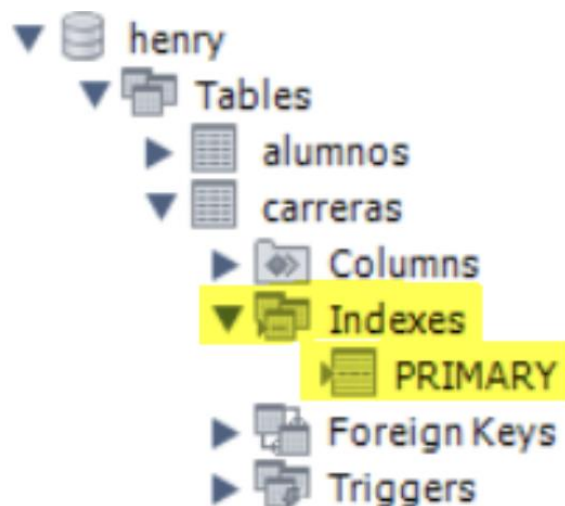 henry
Tables
alumnos
carreras
Columns
Indexes
PRIMARY
Foreign Keys
Triggers